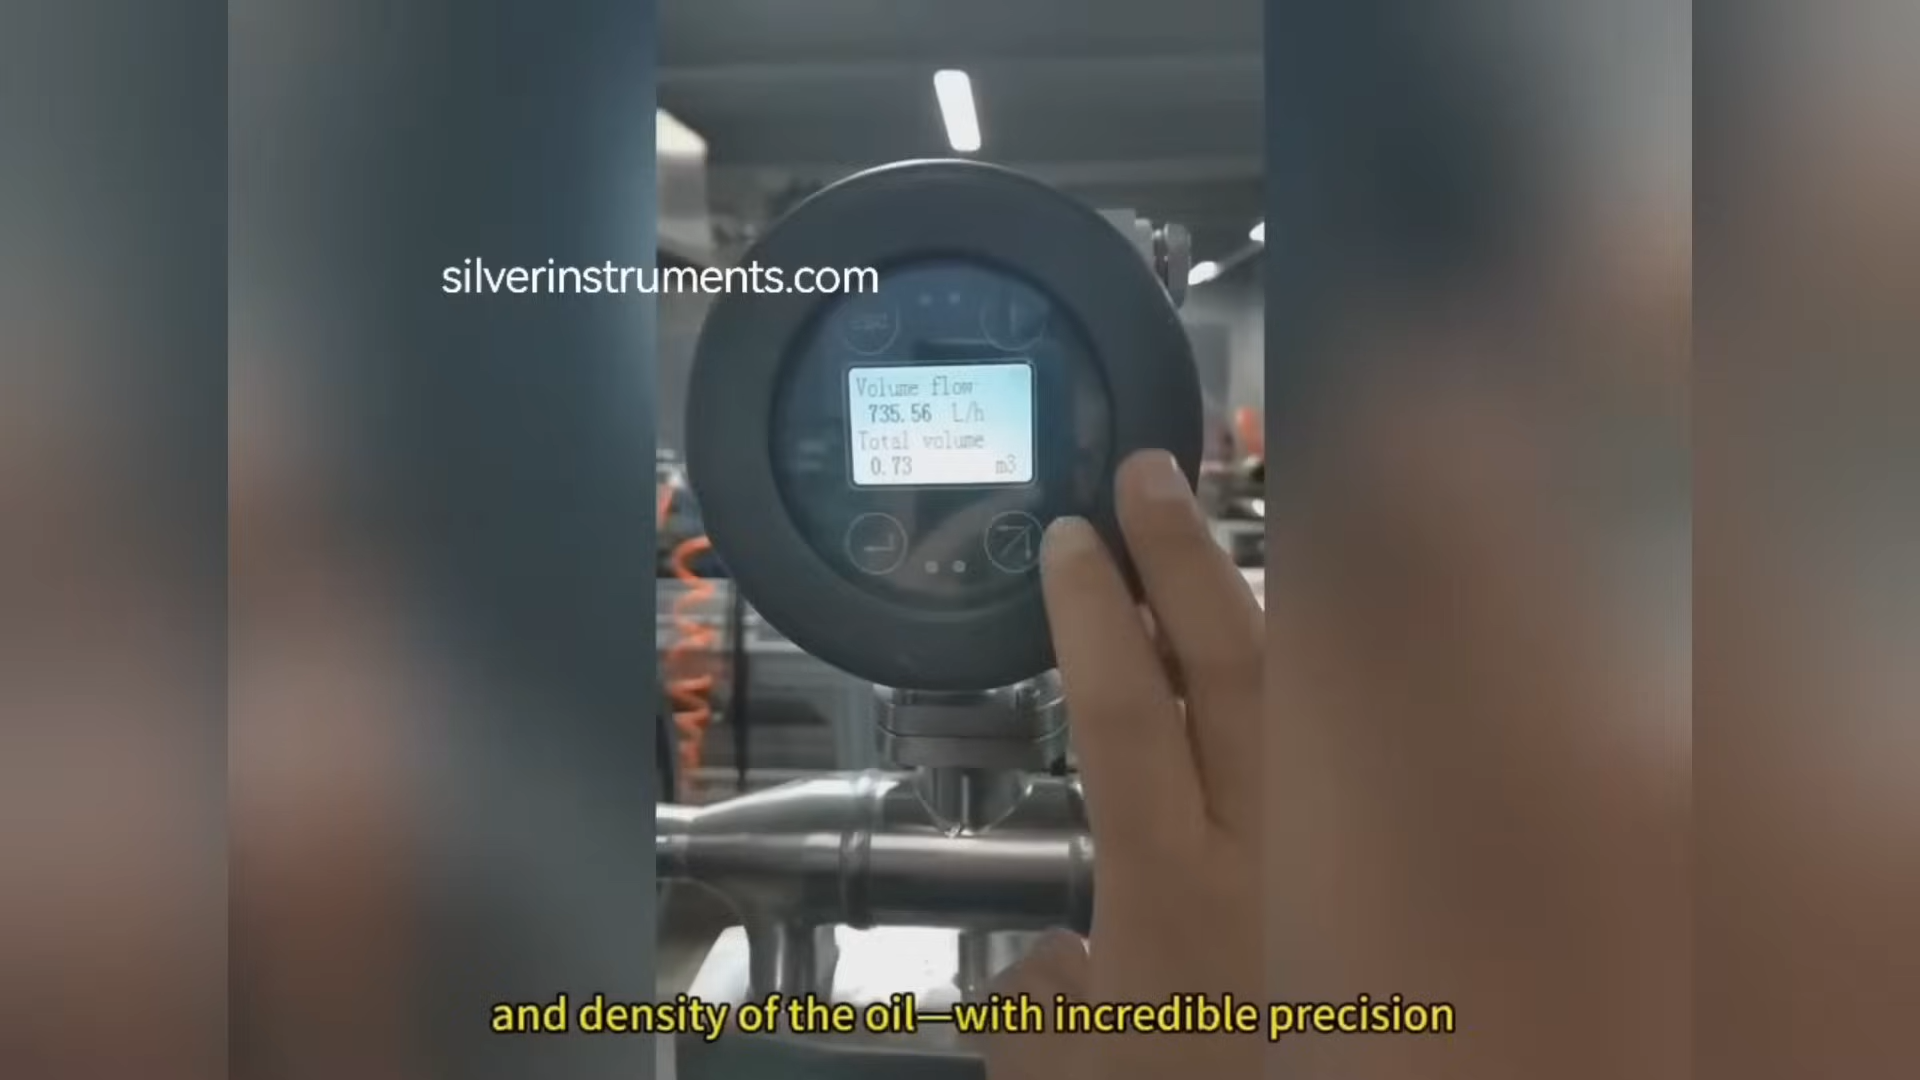 silverinstruments.com
Volume flow
735.56 L/h
Total volume
0.73 m3
and density of the oil—with incredible precision